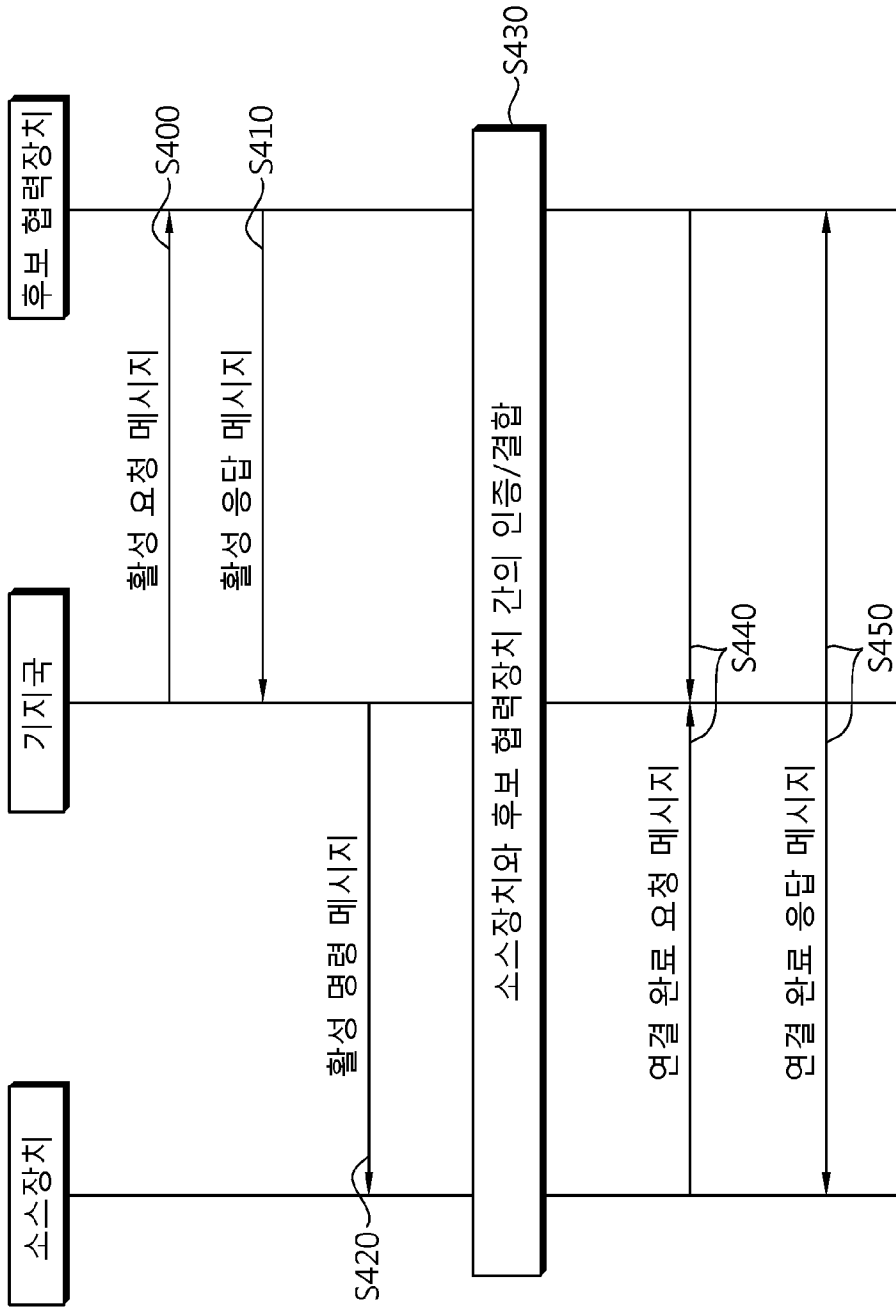 소스장치
기지국
후보 협력장치
활성 요청 메시지
S400
활성 응답 메시지
S410
활성 명령 메시지
S420
소스장치와 후보 협력장치 간의 인증/결합
S430
연결 완료 요청 메시지
S440
연결 완료 응답 메시지
S450